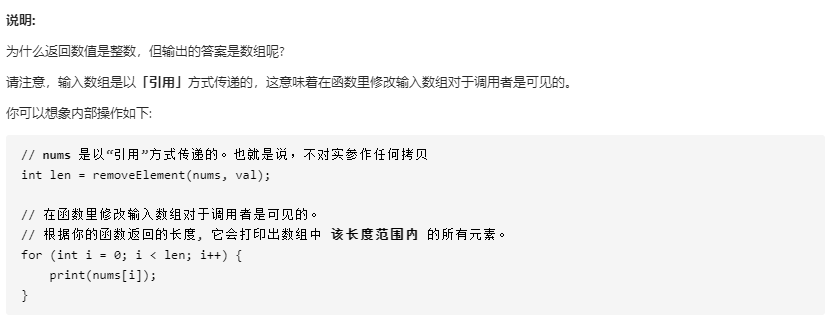 说明:
为什么返回数值是整数，但输出的答案是数组呢?
请注意，输入数组是以「引用」方式传递的，这意味着在函数里修改输入数组对于调用者是可见的。
你可以想象内部操作如下:
// nums 是以“引用”方式传递的。也就是说，不对实参作任何拷贝
int len = removeElement(nums, val);
// 在函数里修改输入数组对于调用者是可见的。
// 根据你的函数返回的长度, 它会打印出数组中 该长度范围内 的所有元素。
for (int i = 0; i < len; i++) {
    print(nums[i]);
}